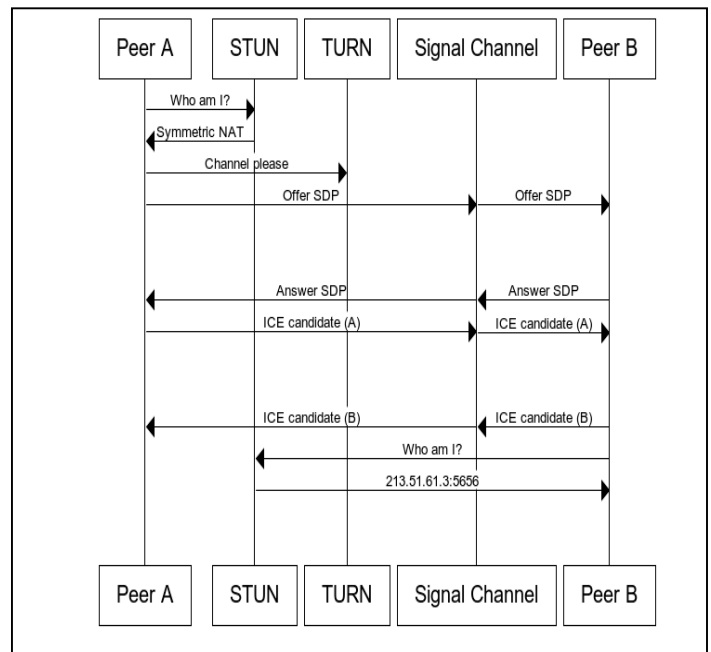 Peer A
STUN
TURN
Signal Channel
Peer B
Who am I?
Symmetric NAT
Channel please
Offer SDP
Offer SDP
Answer SDP
Answer SDP
ICE candidate (A)
ICE candidate (A)
ICE candidate (B)
ICE candidate (B)
Who am I?
213.51.61.3:5656
Peer A
STUN
TURN
Signal Channel
Peer B